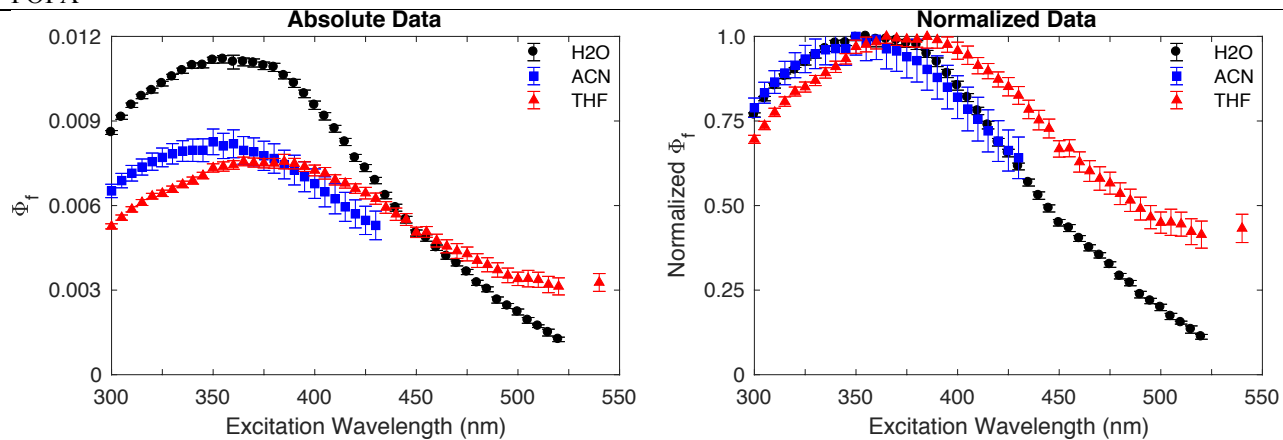 Absolute Data
0.012
0.009
0.006
0.003
0
Φf
300 350 400 450 500 550
Excitation Wavelength (nm)
H2O
ACN
THF
Normalized Data
1.0
0.75
0.50
0.25
0
Normalized Φf
300 350 400 450 500 550
Excitation Wavelength (nm)
H2O
ACN
THF